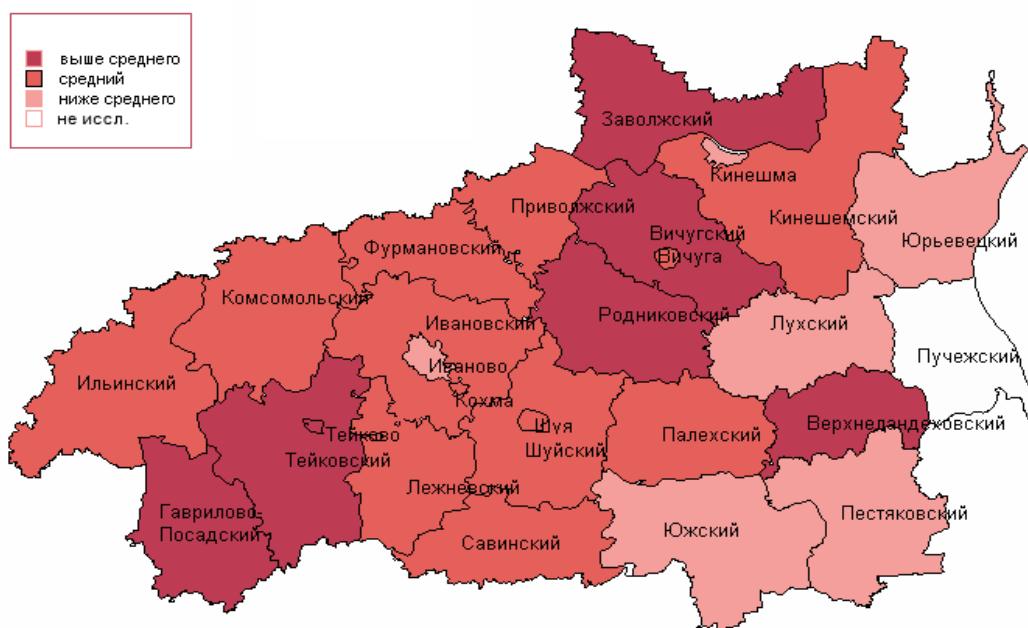 выше среднего
средний
ниже среднего
не иссл.
Заволжский
Кинешма
Приволжский
Кинешемский
Вичугский
Юрьевецкий
Фурмановский
Вичуга
Комсомольский
Родниковский
Ивановский
Лухский
Пучежский
Иваново
Ильинский
Кохма
Верхнеландеховский
Шуя
Тейково
Палехский
Шуйский
Тейковский
Лежневский
Гаврилово-
Посадский
Пестяковский
Южский
Савинский